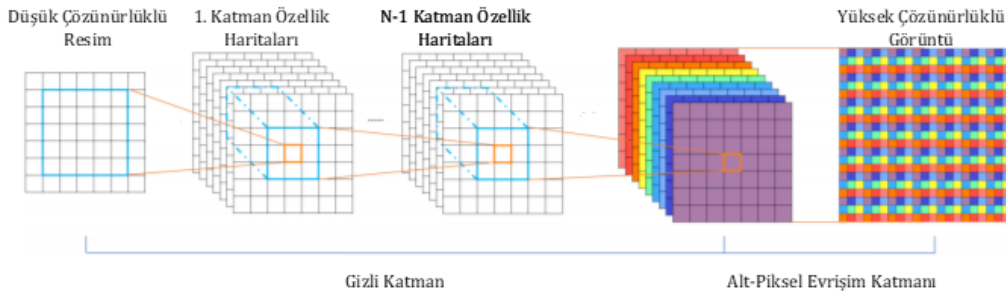 Düşük Çözünürlüklü
Resim
1. Katman Özellik
Haritaları
N-1 Katman Özellik
Haritaları
Yüksek Çözünürlüklü
Görüntü
Gizli Katman
Alt-Piksel Evrişim Katmanı